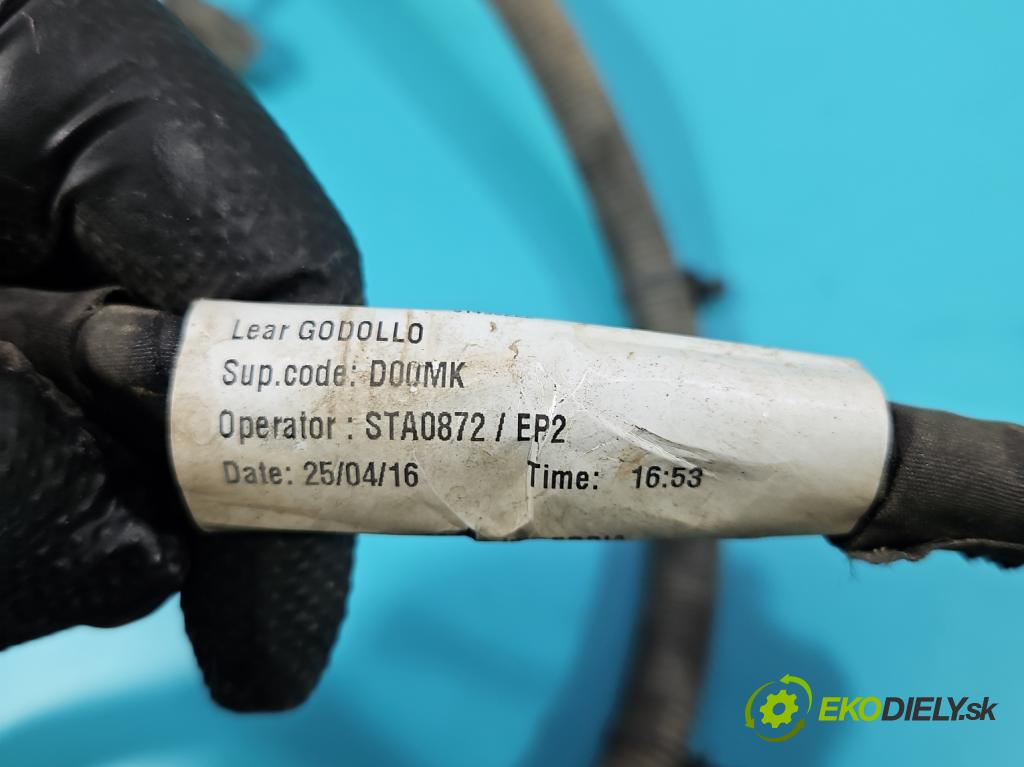 Lear GODOLLO
Sup.code: D00MK
Operator : STA0872 / EP2
Date: 25/04/16 Time: 16:53
EKODIELY.sk